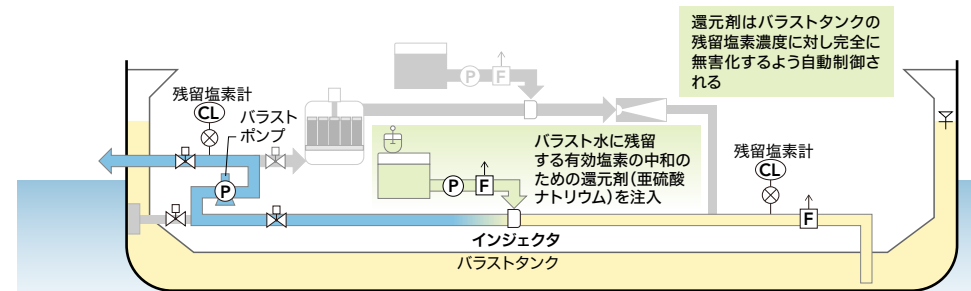 還元剤はバラストタンクの
残留塩素濃度に対し完全に
無害化するよう自動制御さ
れる
P
F
残留塩素計
CL
バラスト
ポンプ
P
バラスト水に残留
する有効塩素の中和の
ための還元剤(亜硫酸
ナトリウム)を注入
P
F
残留塩素計
CL
F
インジェクタ
バラストタンク